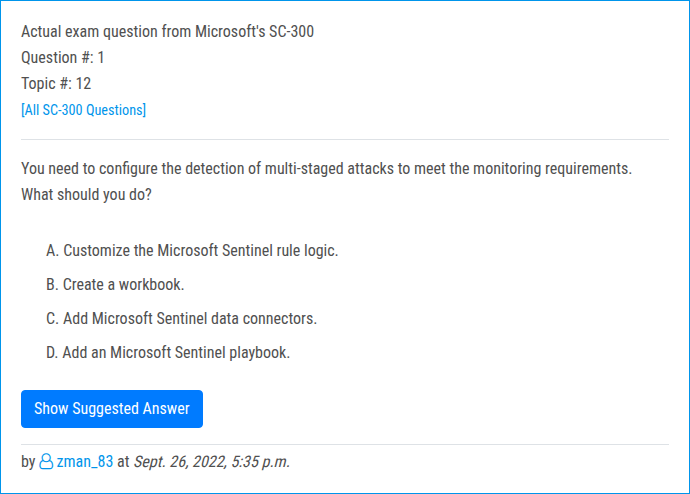 Actual exam question from Microsoft's SC-300
Question #: 1
Topic #: 12
[All SC-300 Questions]
You need to configure the detection of multi-staged attacks to meet the monitoring requirements.
What should you do?
A. Customize the Microsoft Sentinel rule logic.
B. Create a workbook.
C. Add Microsoft Sentinel data connectors.
D. Add an Microsoft Sentinel playbook.
Show Suggested Answer
by zman_83 at Sept. 26, 2022, 5:35 p.m.